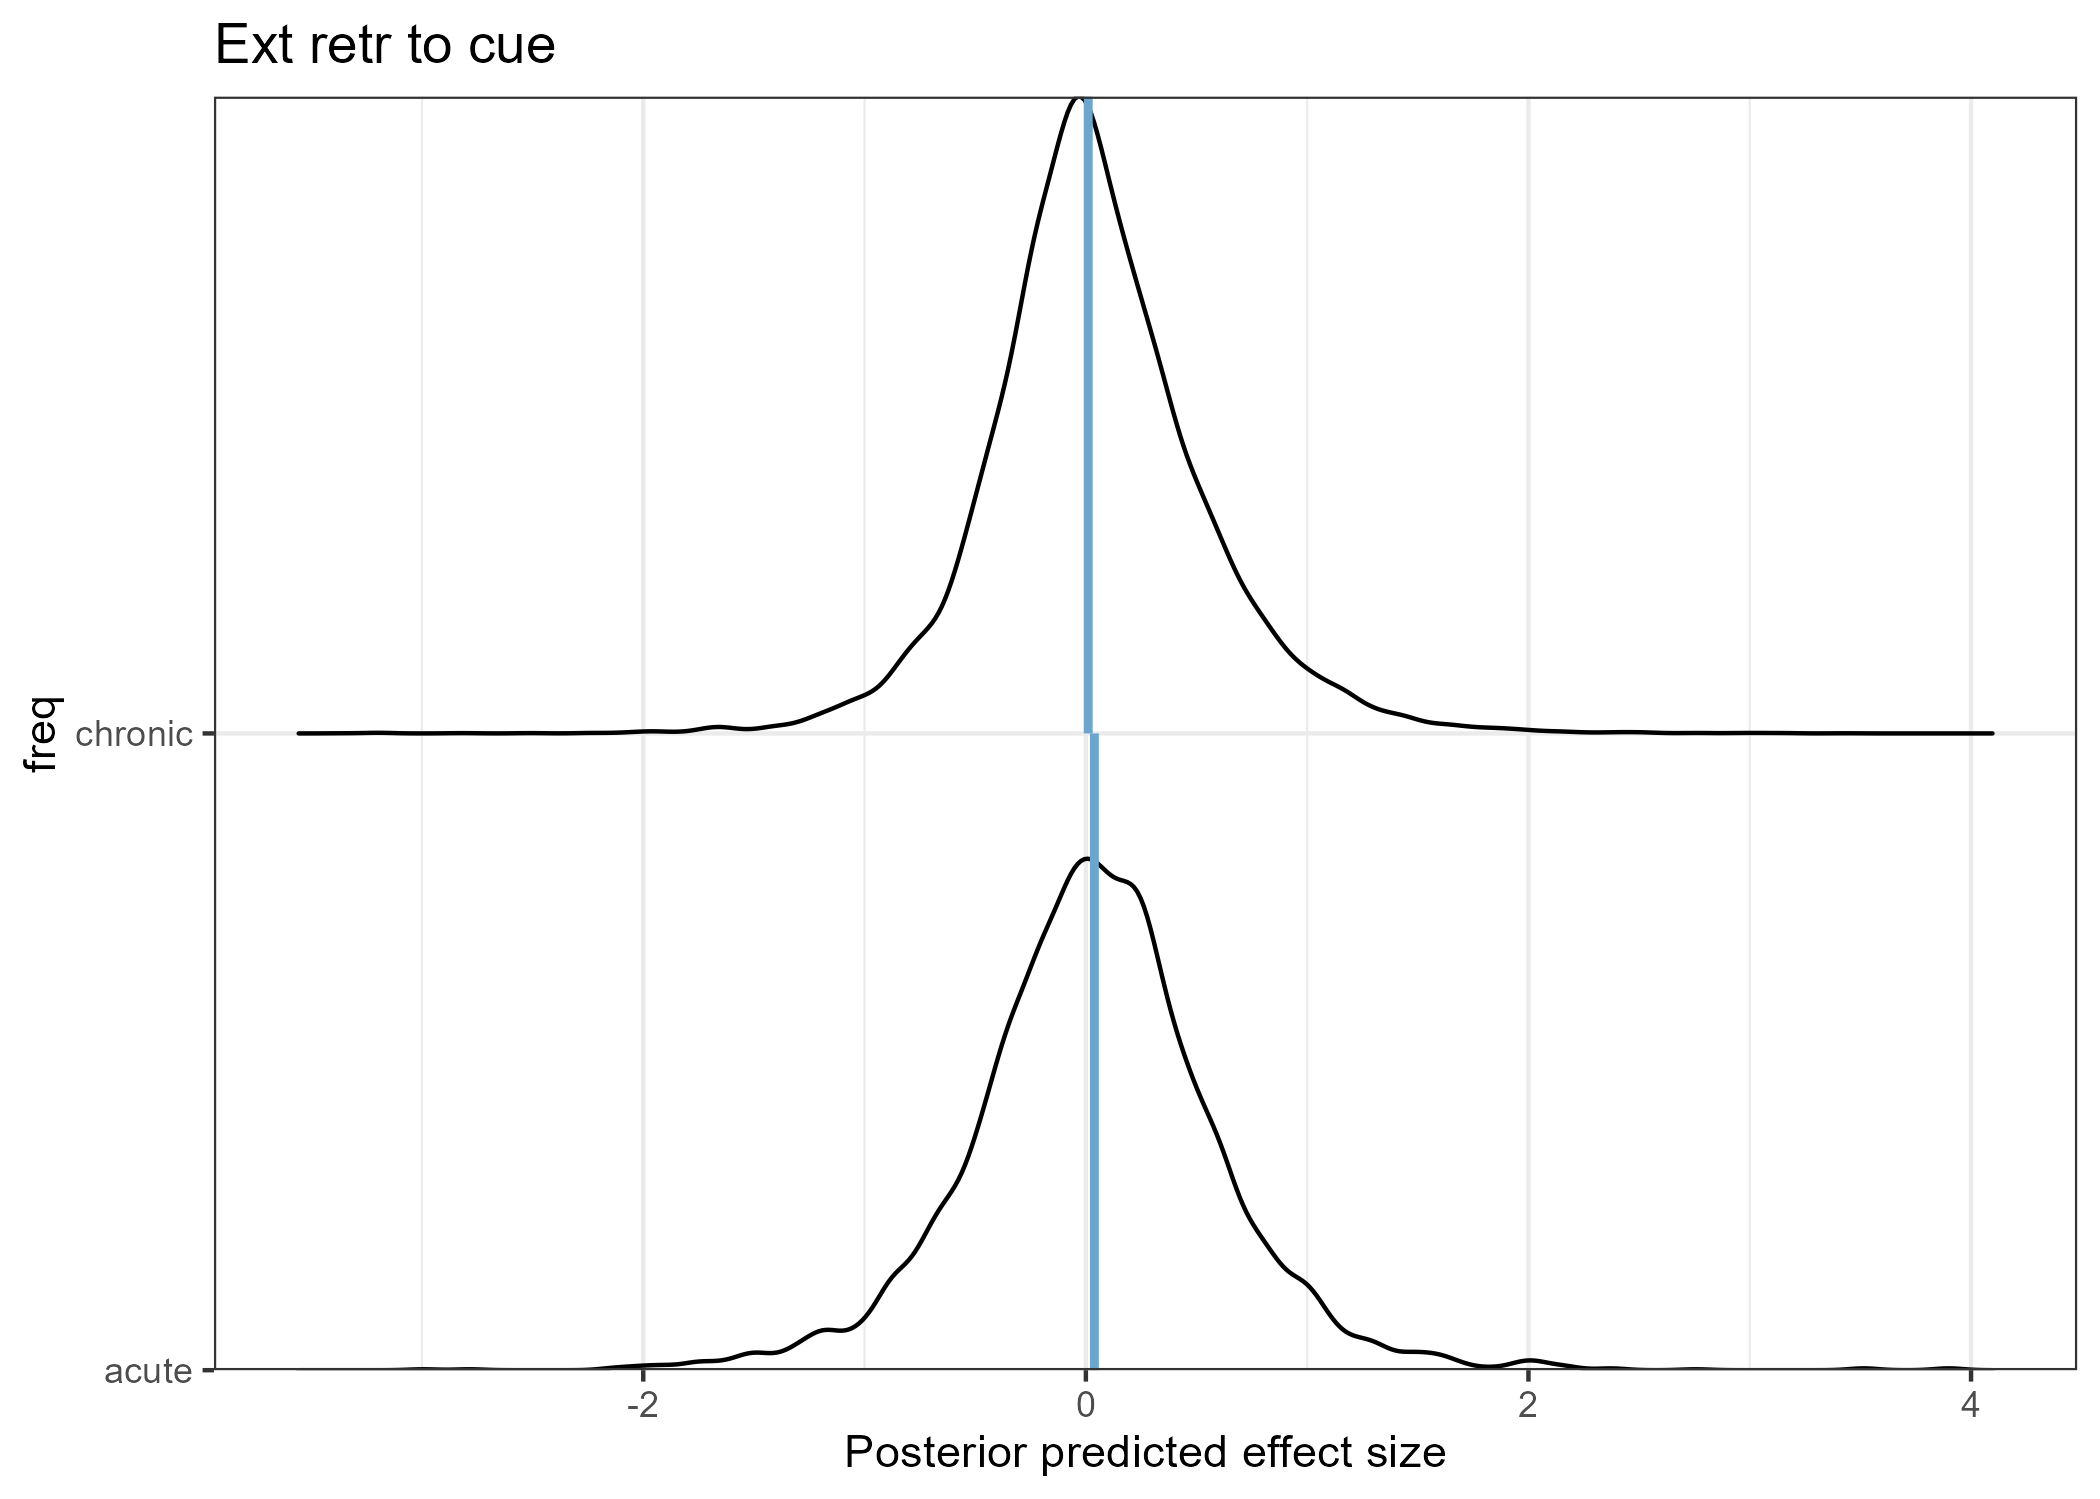 Ext retr to cue
freq
chronic
acute
-2 0 2 4
Posterior predicted effect size